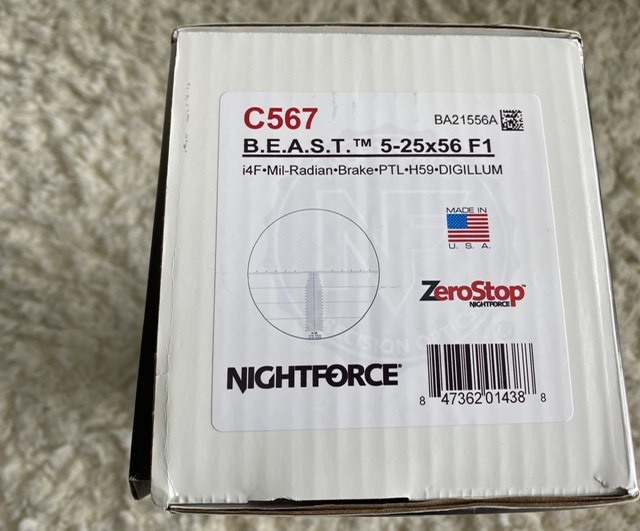 C567
BA21556A
B.E.A.S.T.™ 5-25x56 F1
i4F•Mil-Radian•Brake•PTL•H59•DIGILLUM
MADE IN
U. S. A.
ZeroStop™
NIGHTFORCE
NIGHTFORCE®
8 47362 01438 8